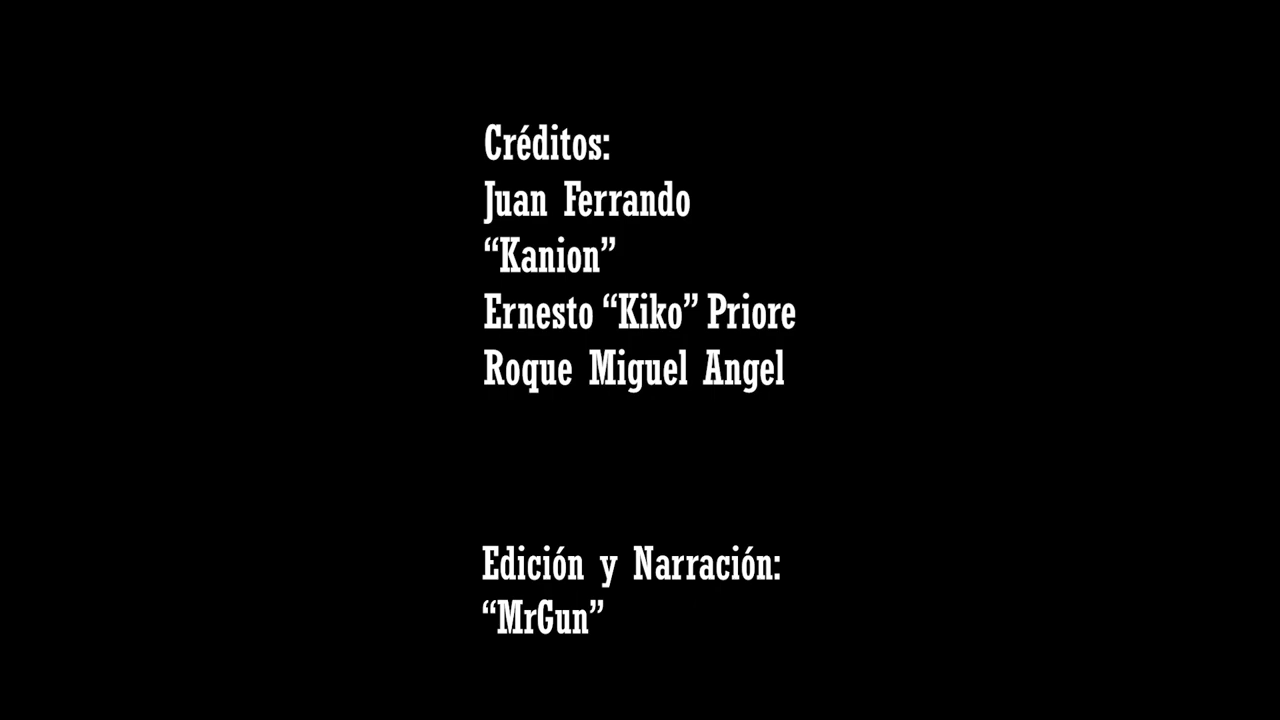 Créditos:
Juan Ferrando
“Kanion”
Ernesto “Kiko” Priore
Roque Miguel Angel
Edición y Narración:
“MrGun”